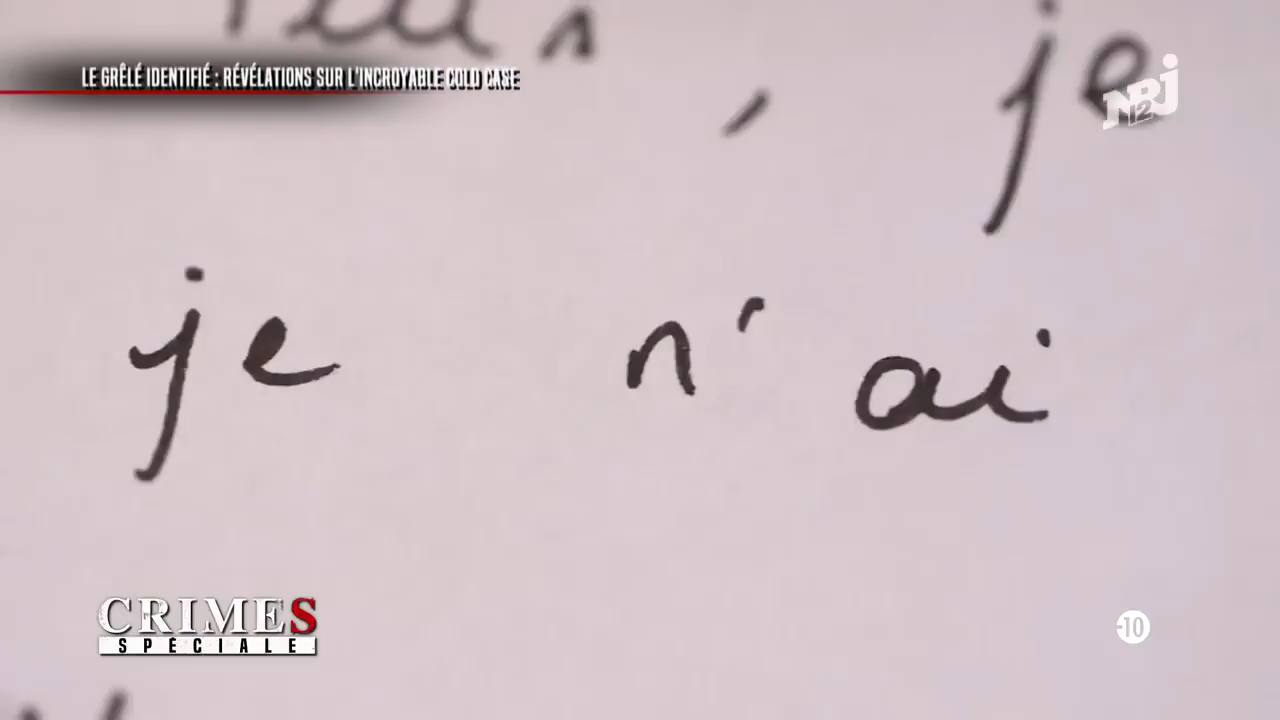 LE GRÊLÉ IDENTIFIÉ : RÉVÉLATIONS SUR L'INCROYABLE COLD CASE
NRJ 12
, je
je n'ai
CRIMES
SPÉCIALE
-10